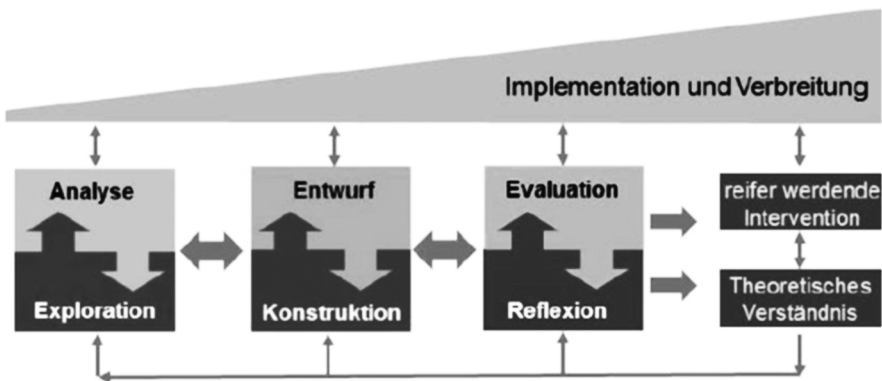 Implementation und Verbreitung
Analyse
Exploration
Entwurf
Konstruktion
Evaluation
Reflexion
reifer werdende
Intervention
Theoretisches
Verständnis